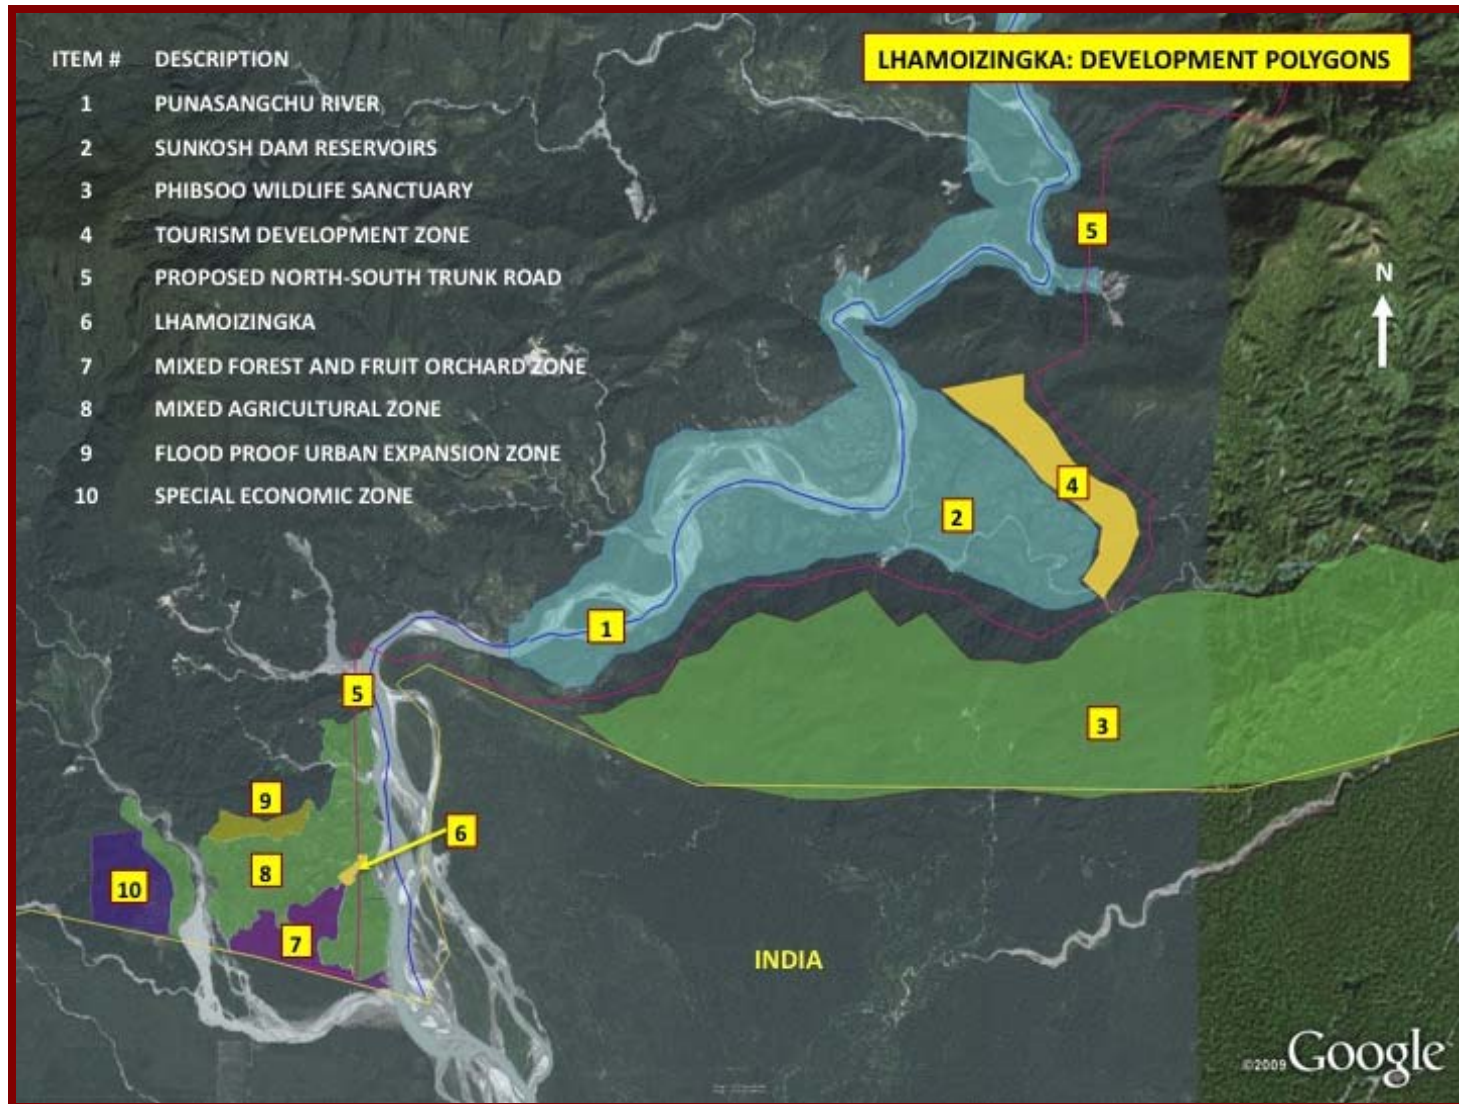 LHAMOIZINGKA: DEVELOPMENT POLYGONS
ITEM # DESCRIPTION
1 PUNASANGCHU RIVER
2 SUNKOSH DAM RESERVOIRS
3 PHIBSOO WILDLIFE SANCTUARY
4 TOURISM DEVELOPMENT ZONE
5 PROPOSED NORTH-SOUTH TRUNK ROAD
6 LHAMOIZINGKA
7 MIXED FOREST AND FRUIT ORCHARD ZONE
8 MIXED AGRICULTURAL ZONE
9 FLOOD PROOF URBAN EXPANSION ZONE
10 SPECIAL ECONOMIC ZONE
5
N
4
2
1
5
3
9
6
8
10
7
INDIA
©2009 Google